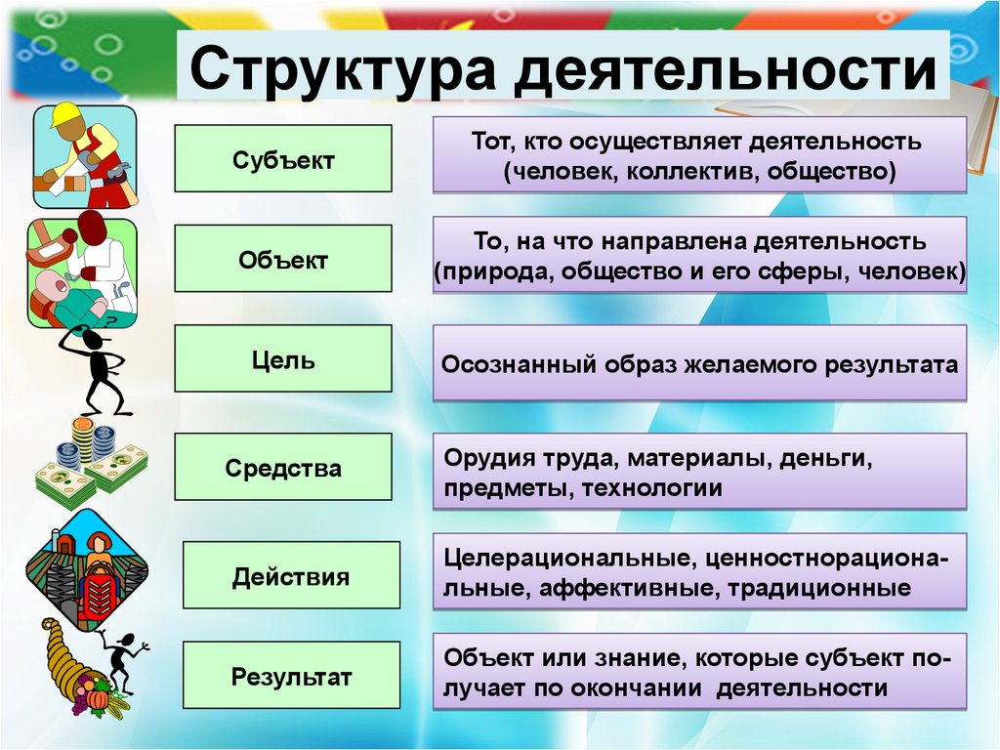 Структура деятельности
Субъект
Тот, кто осуществляет деятельность
(человек, коллектив, общество)
Объект
То, на что направлена деятельность
(природа, общество и его сферы, человек)
Цель
Осознанный образ желаемого результата
Средства
Орудия труда, материалы, деньги,
предметы, технологии
Действия
Целерациональные, ценностнорациона-
льные, аффективные, традиционные
Результат
Объект или знание, которые субъект по-
лучает по окончании деятельности